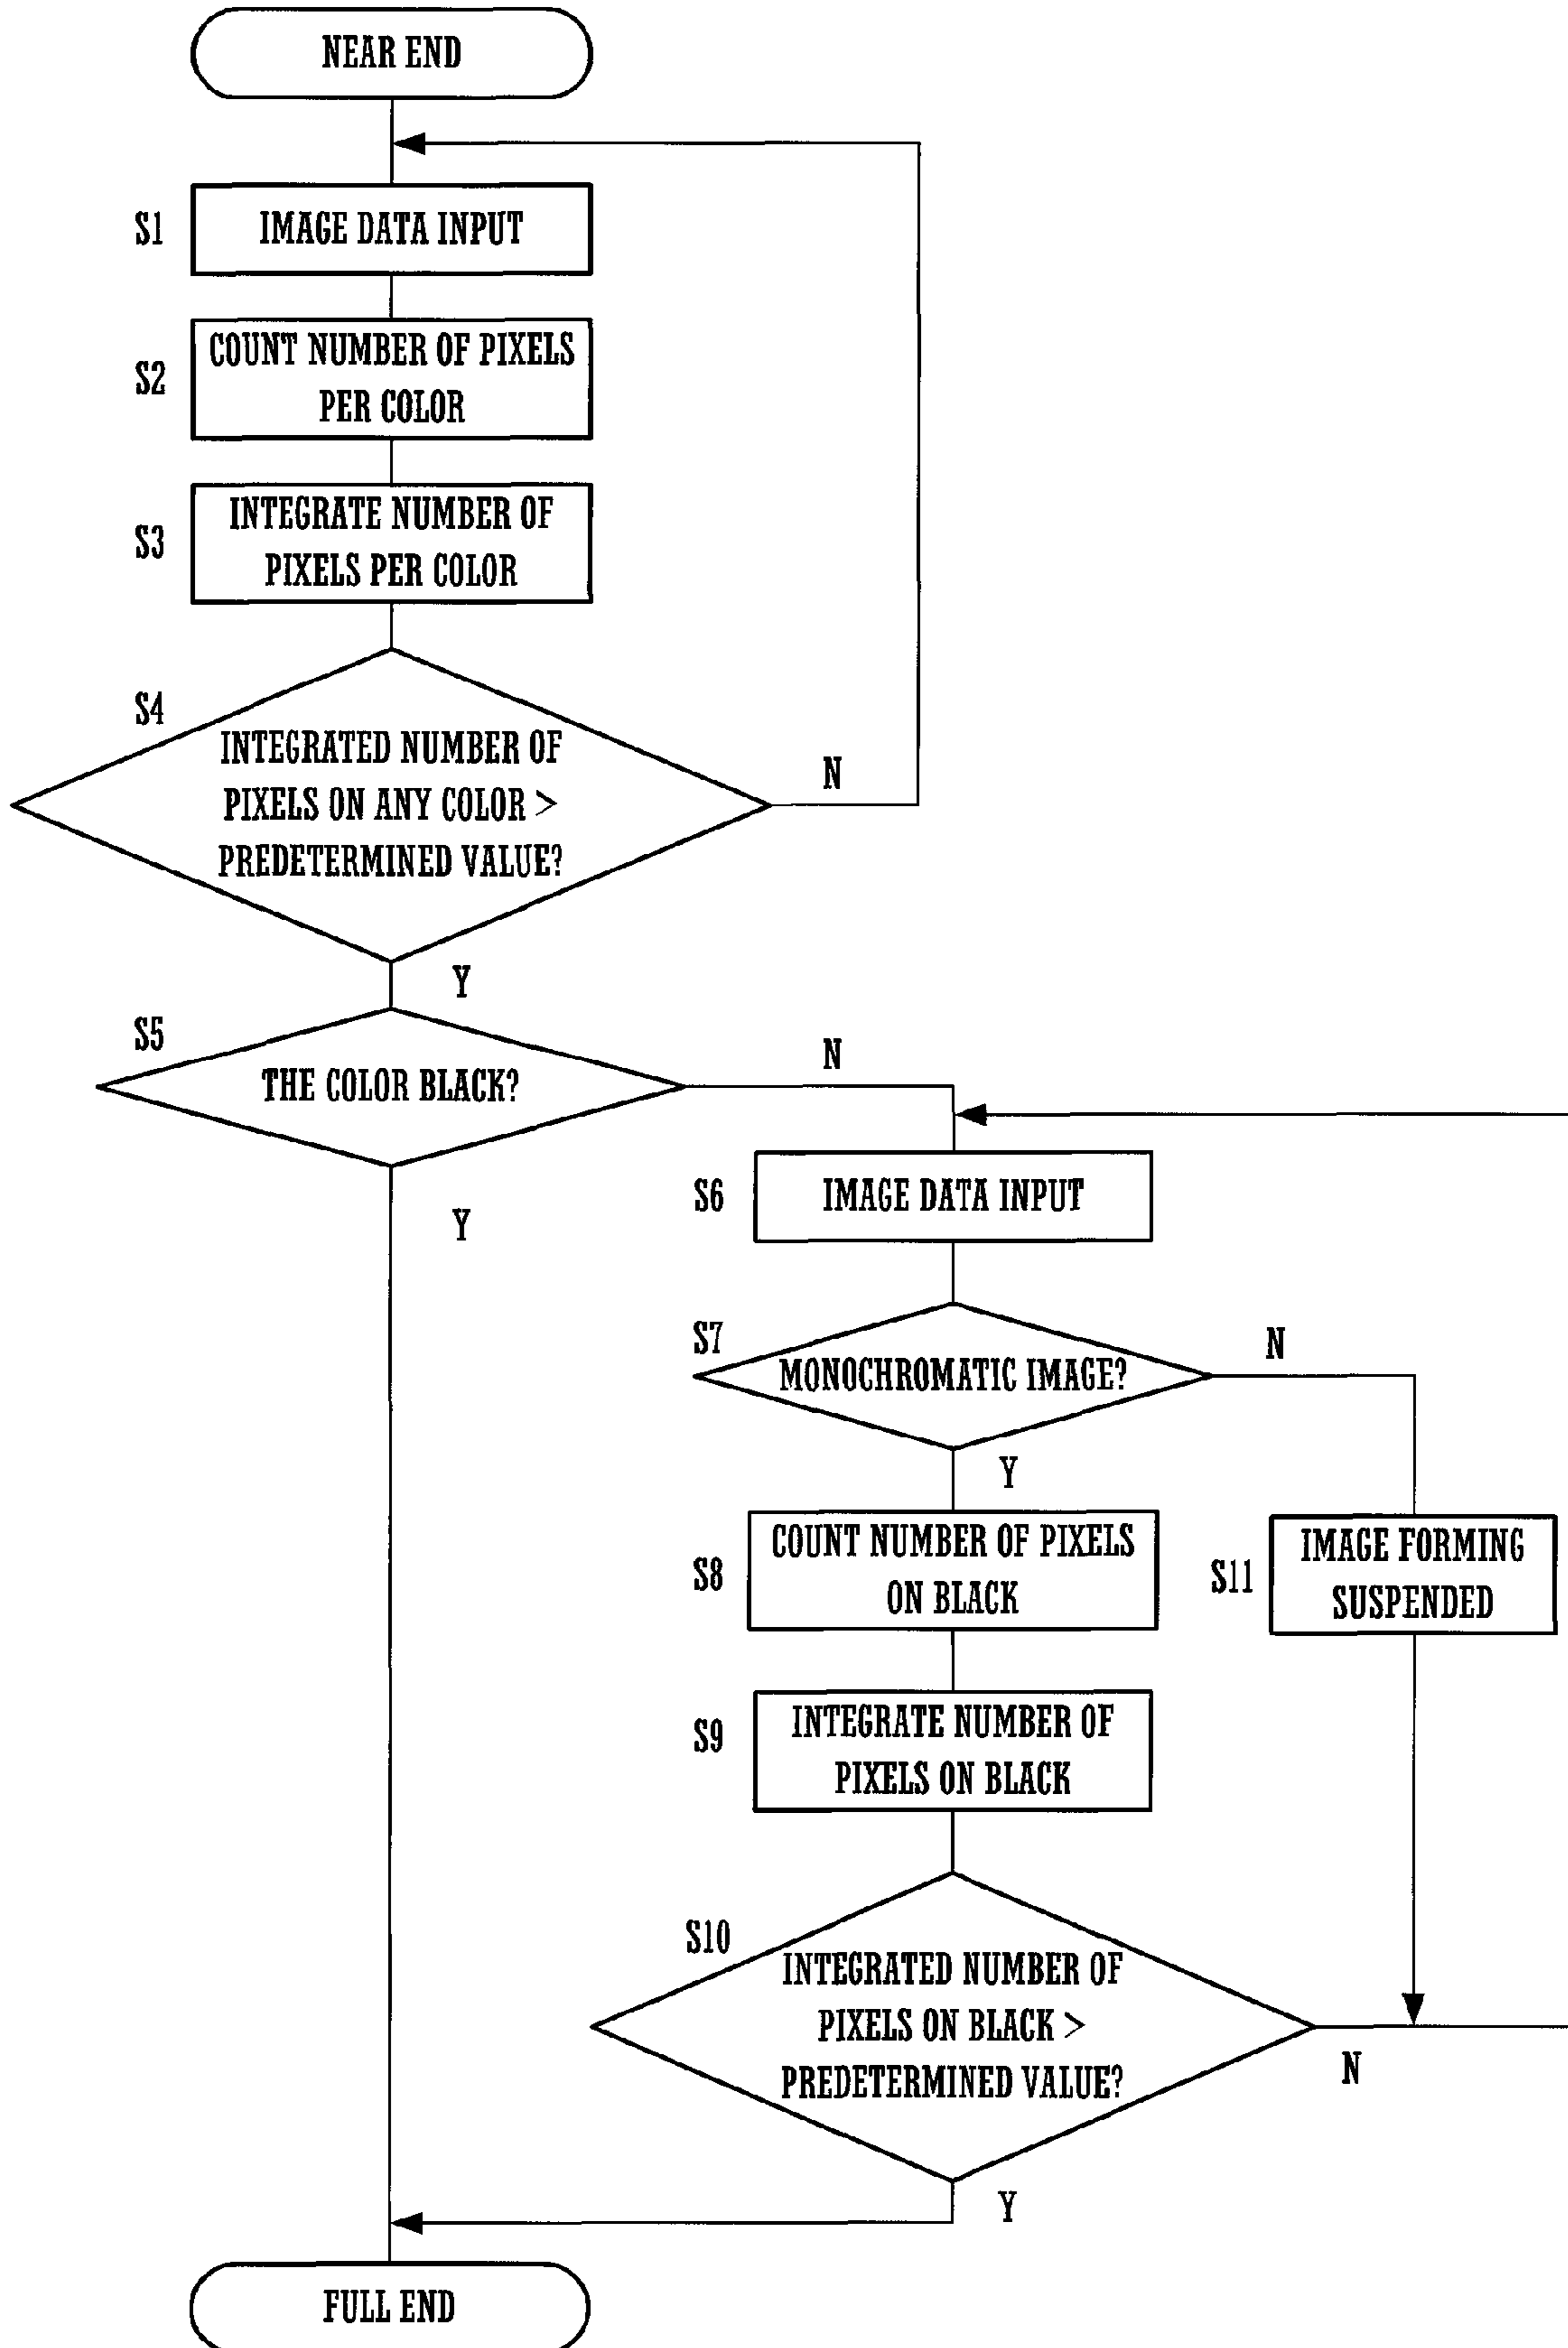 NEAR END
S1
IMAGE DATA INPUT
S2
COUNT NUMBER OF PIXELS
PER COLOR
S3
INTEGRATE NUMBER OF
PIXELS PER COLOR
S4
INTEGRATED NUMBER OF
PIXELS ON ANY COLOR >
PREDETERMINED VALUE?
N
Y
S5
THE COLOR BLACK?
N
Y
S6
IMAGE DATA INPUT
S7
MONOCHROMATIC IMAGE?
N
Y
S8
COUNT NUMBER OF PIXELS
ON BLACK
S11
IMAGE FORMING
SUSPENDED
S9
INTEGRATE NUMBER OF
PIXELS ON BLACK
S10
INTEGRATED NUMBER OF
PIXELS ON BLACK >
PREDETERMINED VALUE?
N
Y
FULL END